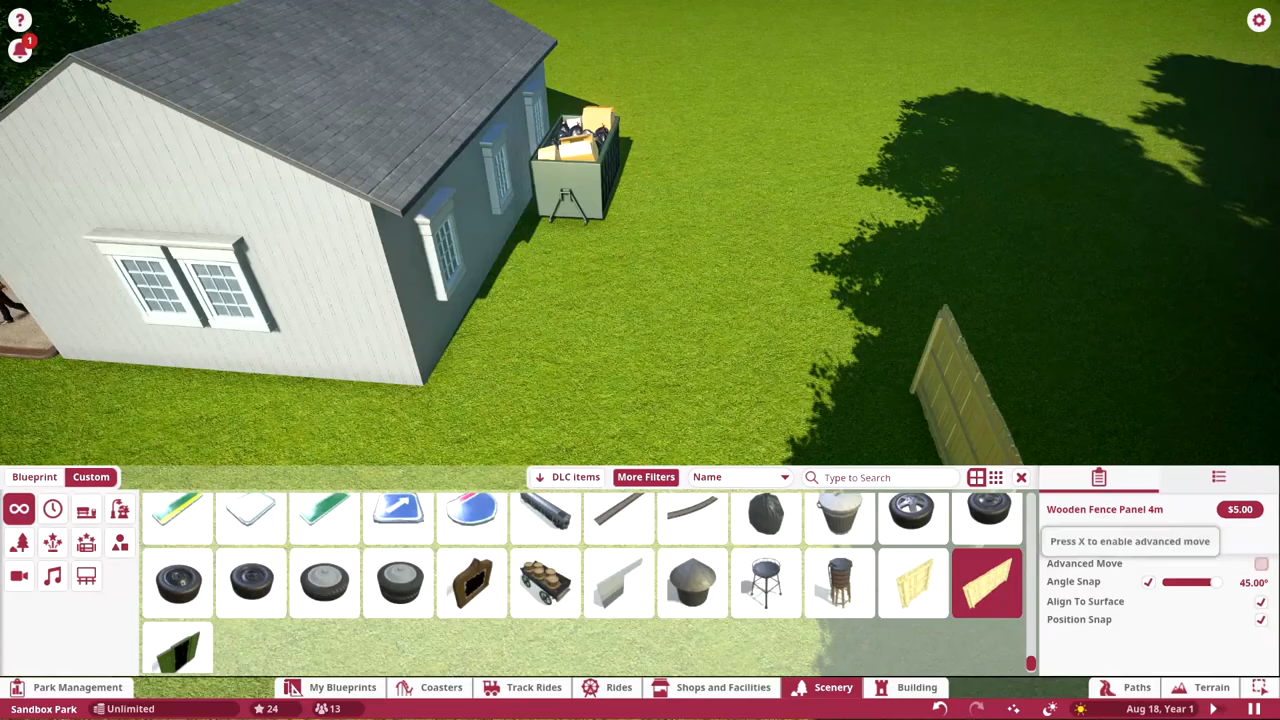 ?
1
Blueprint
Custom
DLC items
More Filters
Name
Type to Search
Wooden Fence Panel 4m
$5.00
Press X to enable advanced move
Advanced Move
Angle Snap
45.00°
Align To Surface
Position Snap
Park Management
My Blueprints
Coasters
Track Rides
Rides
Shops and Facilities
Scenery
Building
Paths
Terrain
Sandbox Park
Unlimited
24
13
Aug 18, Year 1